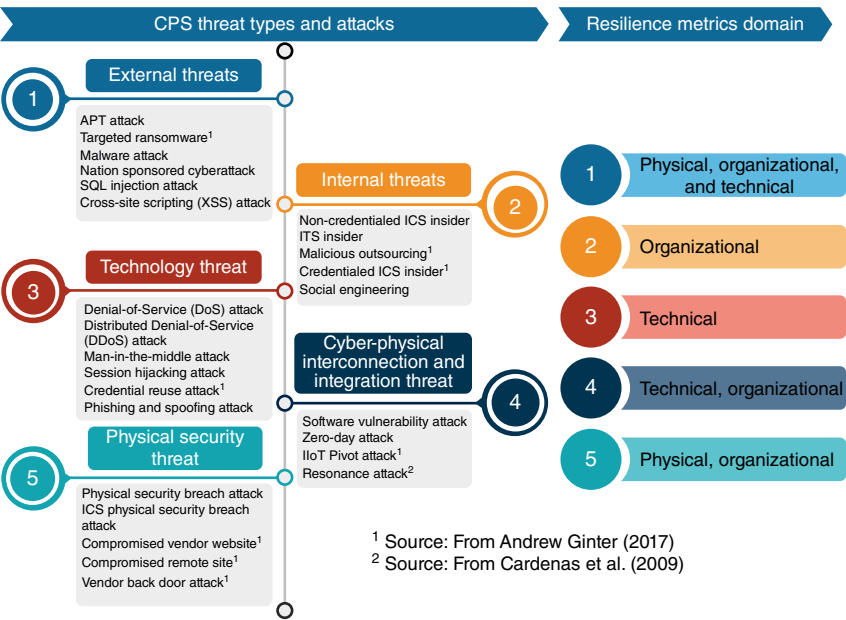 CPS threat types and attacks
Resilience metrics domain
1
External threats
APT attack
Targeted ransomware¹
Malware attack
Nation sponsored cyberattack
SQL injection attack
Cross-site scripting (XSS) attack
Internal threats
2
Non-credentialed ICS insider
ITS insider
Malicious outsourcing¹
Credentialed ICS insider¹
Social engineering
3
Technology threat
Denial-of-Service (DoS) attack
Distributed Denial-of-Service
(DDoS) attack
Man-in-the-middle attack
Session hijacking attack
Credential reuse attack¹
Phishing and spoofing attack
Cyber-physical
interconnection and
integration threat
4
Software vulnerability attack
Zero-day attack
IIoT Pivot attack¹
Resonance attack²
5
Physical security
threat
Physical security breach attack
ICS physical security breach
attack
Compromised vendor website¹
Compromised remote site¹
Vendor back door attack¹
1
Physical, organizational,
and technical
2
Organizational
3
Technical
4
Technical, organizational
5
Physical, organizational
¹ Source: From Andrew Ginter (2017)
² Source: From Cardenas et al. (2009)